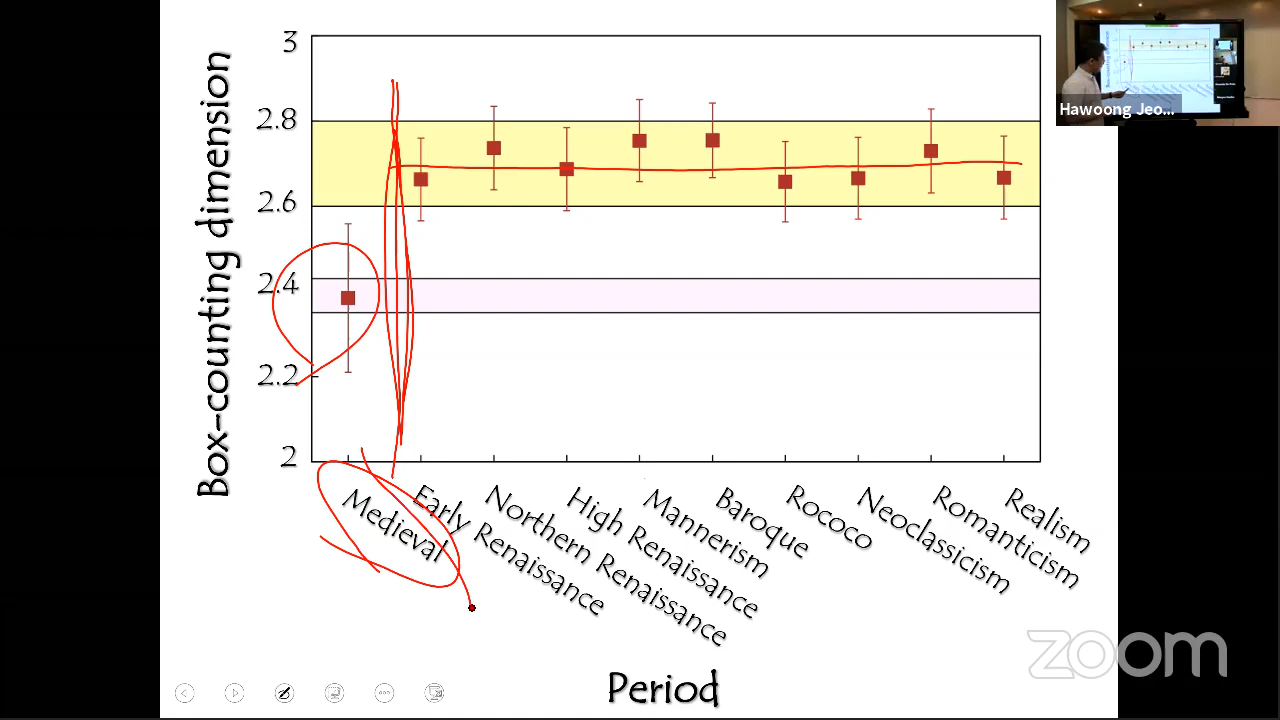 3
2.8
2.6
2.4
2.2
2
Box-counting dimension
Medieval
Early Renaissance
Northern Renaissance
High Renaissance
Mannerism
Baroque
Rococo
Neoclassicism
Romanticism
Realism
Period
Hawoong Jeo...
zoom